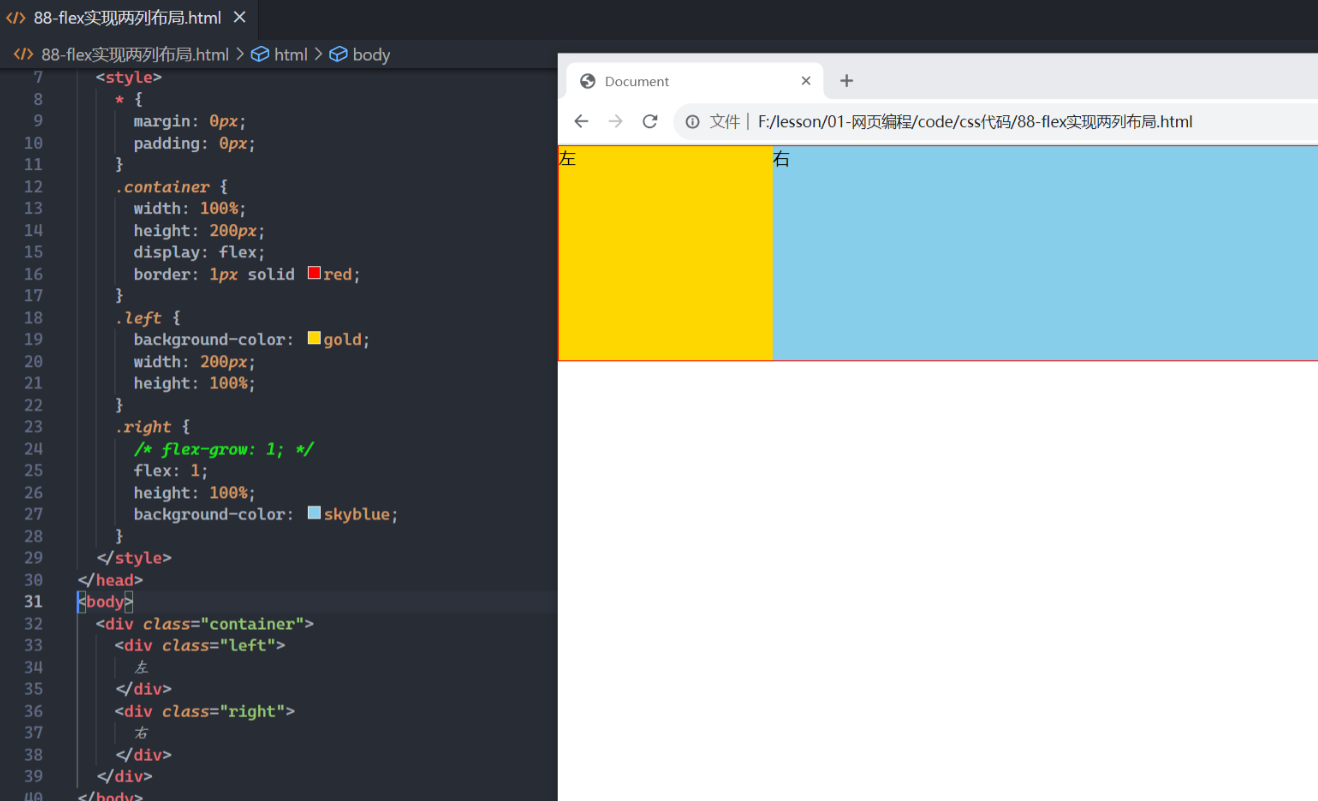 88-flex实现两列布局.html
88-flex实现两列布局.html > html > body
7 <style>
8 * {
9 margin: 0px;
10 padding: 0px;
11 }
12 .container {
13 width: 100%;
14 height: 200px;
15 display: flex;
16 border: 1px solid red;
17 }
18 .left {
19 background-color: gold;
20 width: 200px;
21 height: 100%;
22 }
23 .right {
24 /* flex-grow: 1; */
25 flex: 1;
26 height: 100%;
27 background-color: skyblue;
28 }
29 </style>
30 </head>
31 <body>
32 <div class="container">
33 <div class="left">
34 左
35 </div>
36 <div class="right">
37 右
38 </div>
39 </div>
40 </body>
Document
文件 | F:/lesson/01-网页编程/code/css代码/88-flex实现两列布局.html
左
右